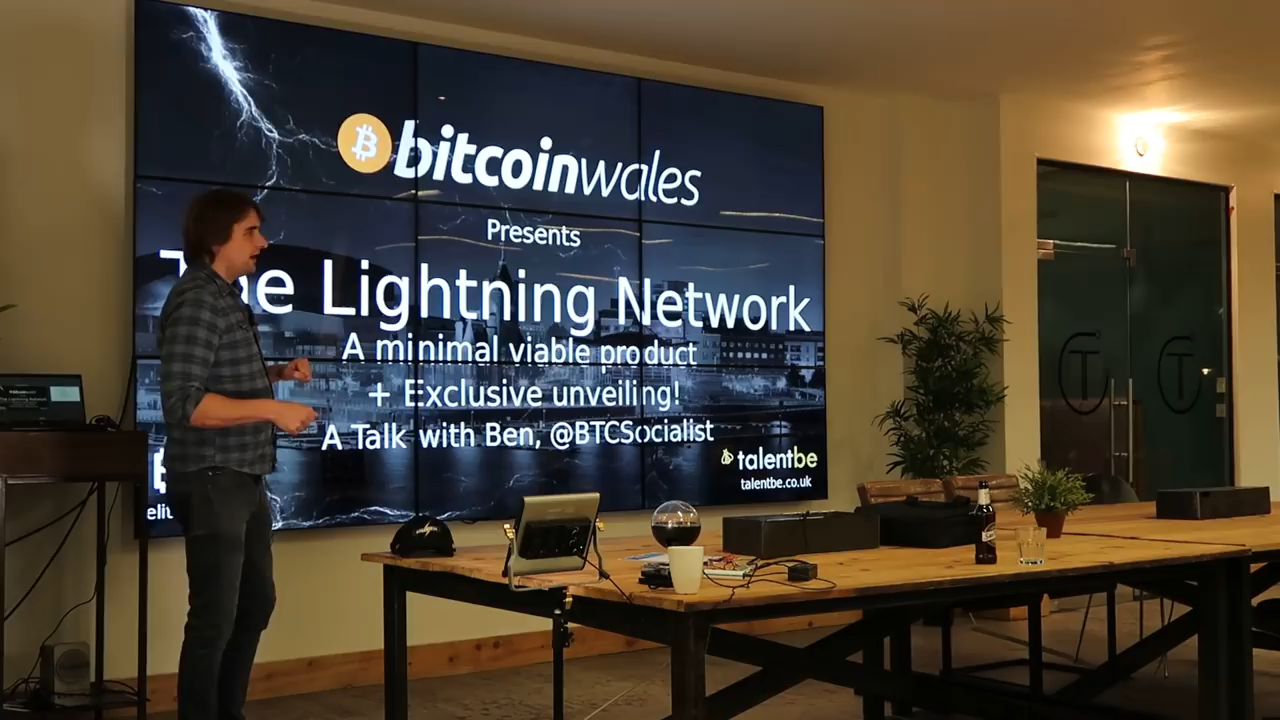 bitcoinwales
Presents
The Lightning Network
A minimal viable product
+ Exclusive unveiling!
A Talk with Ben, @BTCSocialist
talentbe
talentbe.co.uk
T T